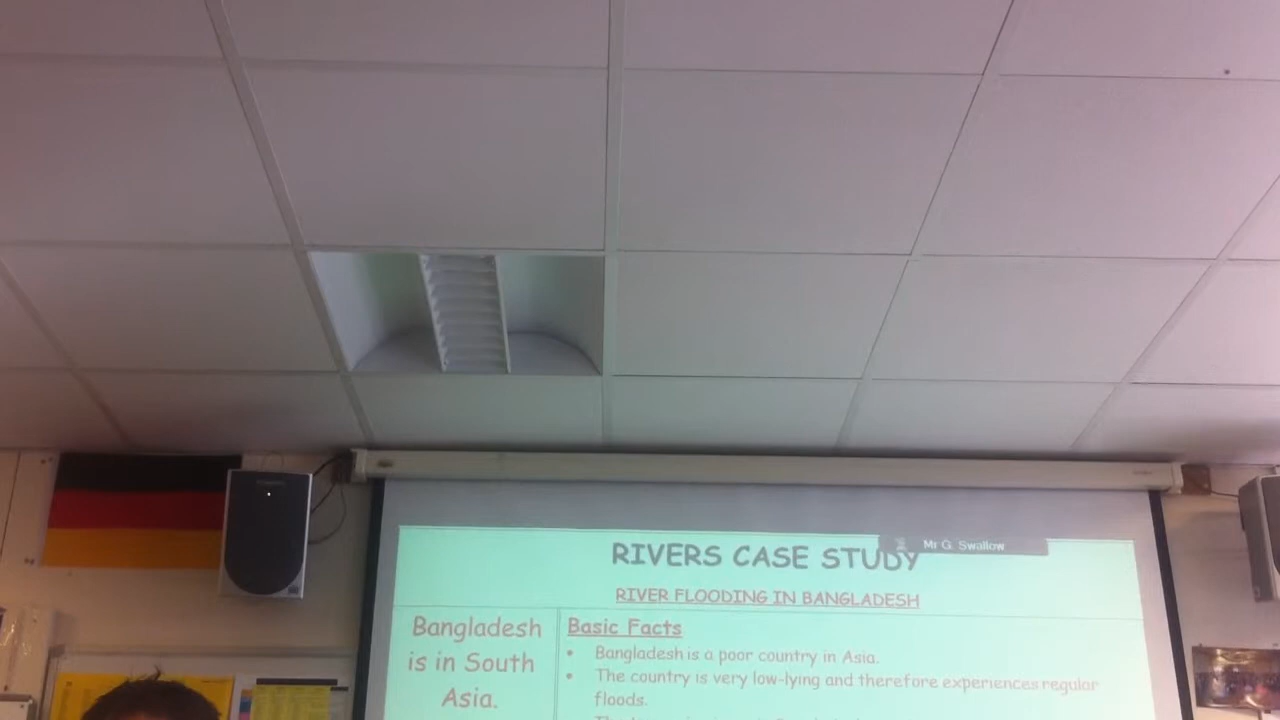 Mr G. Swallow
RIVERS CASE STUDY
RIVER FLOODING IN BANGLADESH
Bangladesh
is in South
Asia.
Basic Facts
• Bangladesh is a poor country in Asia.
• The country is very low-lying and therefore experiences regular
floods.